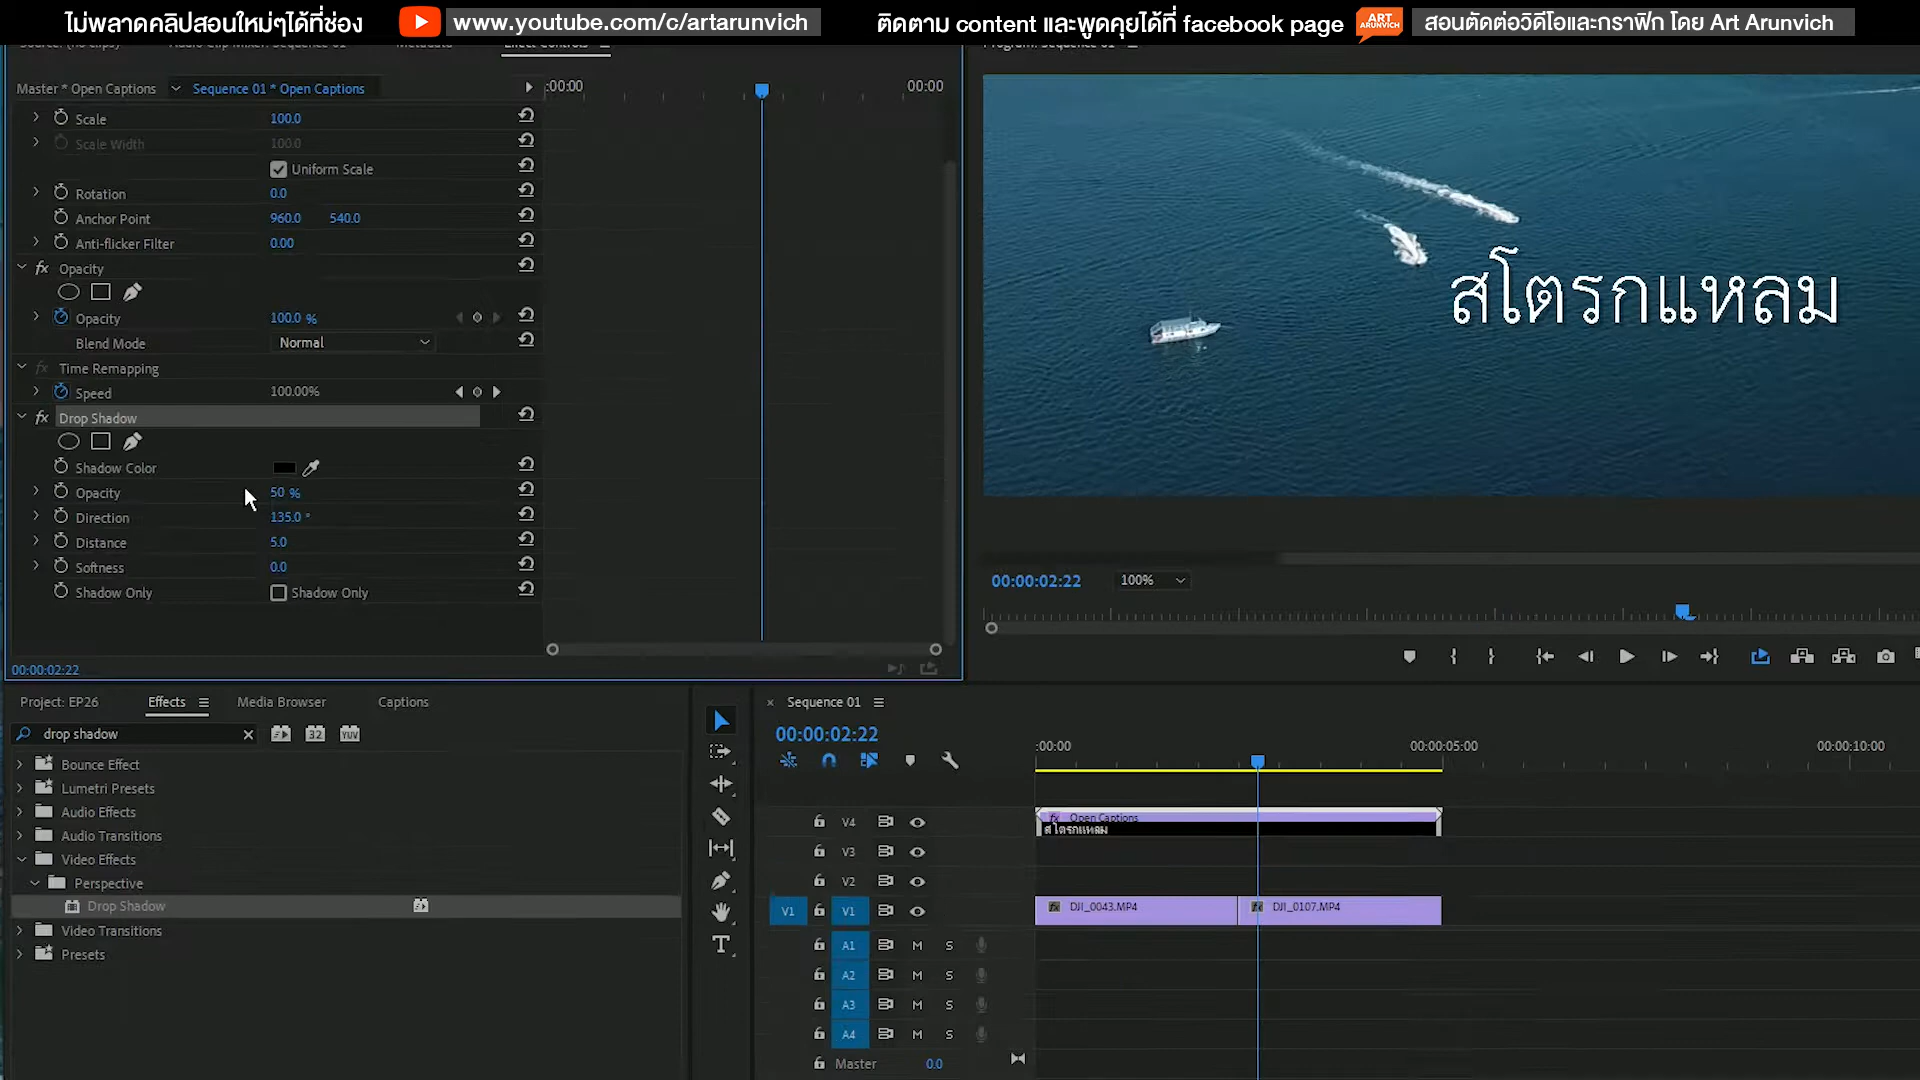 ไม่พลาดคลิปสอนใหม่ๆได้ที่ช่อง www.youtube.com/c/artarunvich ติดตาม content และพูดคุยได้ที่ facebook page ART ARUNVICH สอนตัดต่อวิดีโอและกราฟิก โดย Art Arunvich
Master * Open Captions Sequence 01 * Open Captions :00:00 00:00
Scale 100.0
Scale Width 100.0
Uniform Scale
Rotation 0.0
Anchor Point 960.0 540.0
Anti-flicker Filter 0.00
fx Opacity
Opacity 100.0 %
Blend Mode Normal
fx Time Remapping
Speed 100.00%
fx Drop Shadow
Shadow Color
Opacity 50 %
Direction 135.0 °
Distance 5.0
Softness 0.0
Shadow Only Shadow Only
00:00:02:22
สโตรกแหลม
00:00:02:22 100%
Project: EP26 Effects Media Browser Captions
drop shadow 32 YUV
Bounce Effect
Lumetri Presets
Audio Effects
Audio Transitions
Video Effects
Perspective
Drop Shadow
Video Transitions
Presets
T
× Sequence 01
00:00:02:22
:00:00 00:00:05:00 00:00:10:00
V4 fx Open Captions
สโตรกแหลม
V3
V2
V1 V1 fx DJI_0043.MP4 fx DJI_0107.MP4
A1 M S
A2 M S
A3 M S
A4 M S
Master 0.0